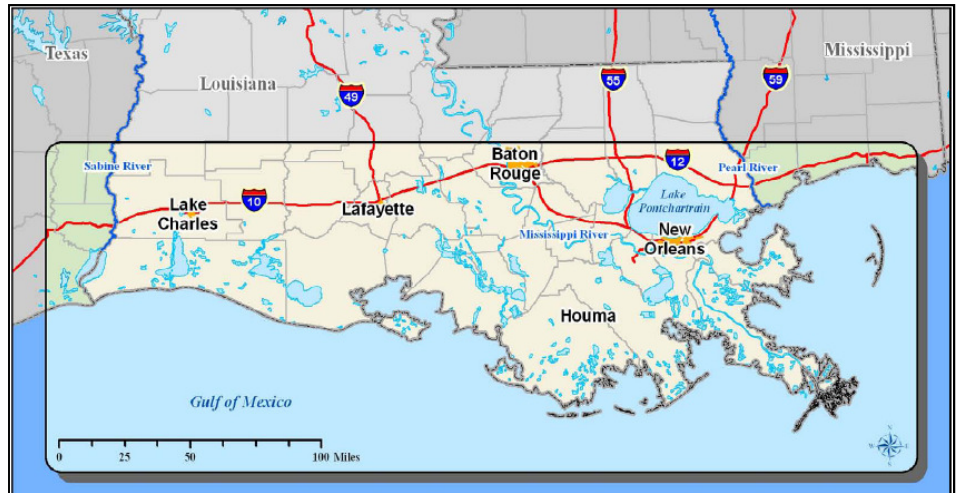 Texas
Louisiana
Mississippi
49
55
59
Sabine River
Baton
Rouge
12
Pearl River
Lake
Charles
10
Lafayette
Lake
Pontchartrain
Mississippi River
New
Orleans
Houma
Gulf of Mexico
0 25 50 100 Miles